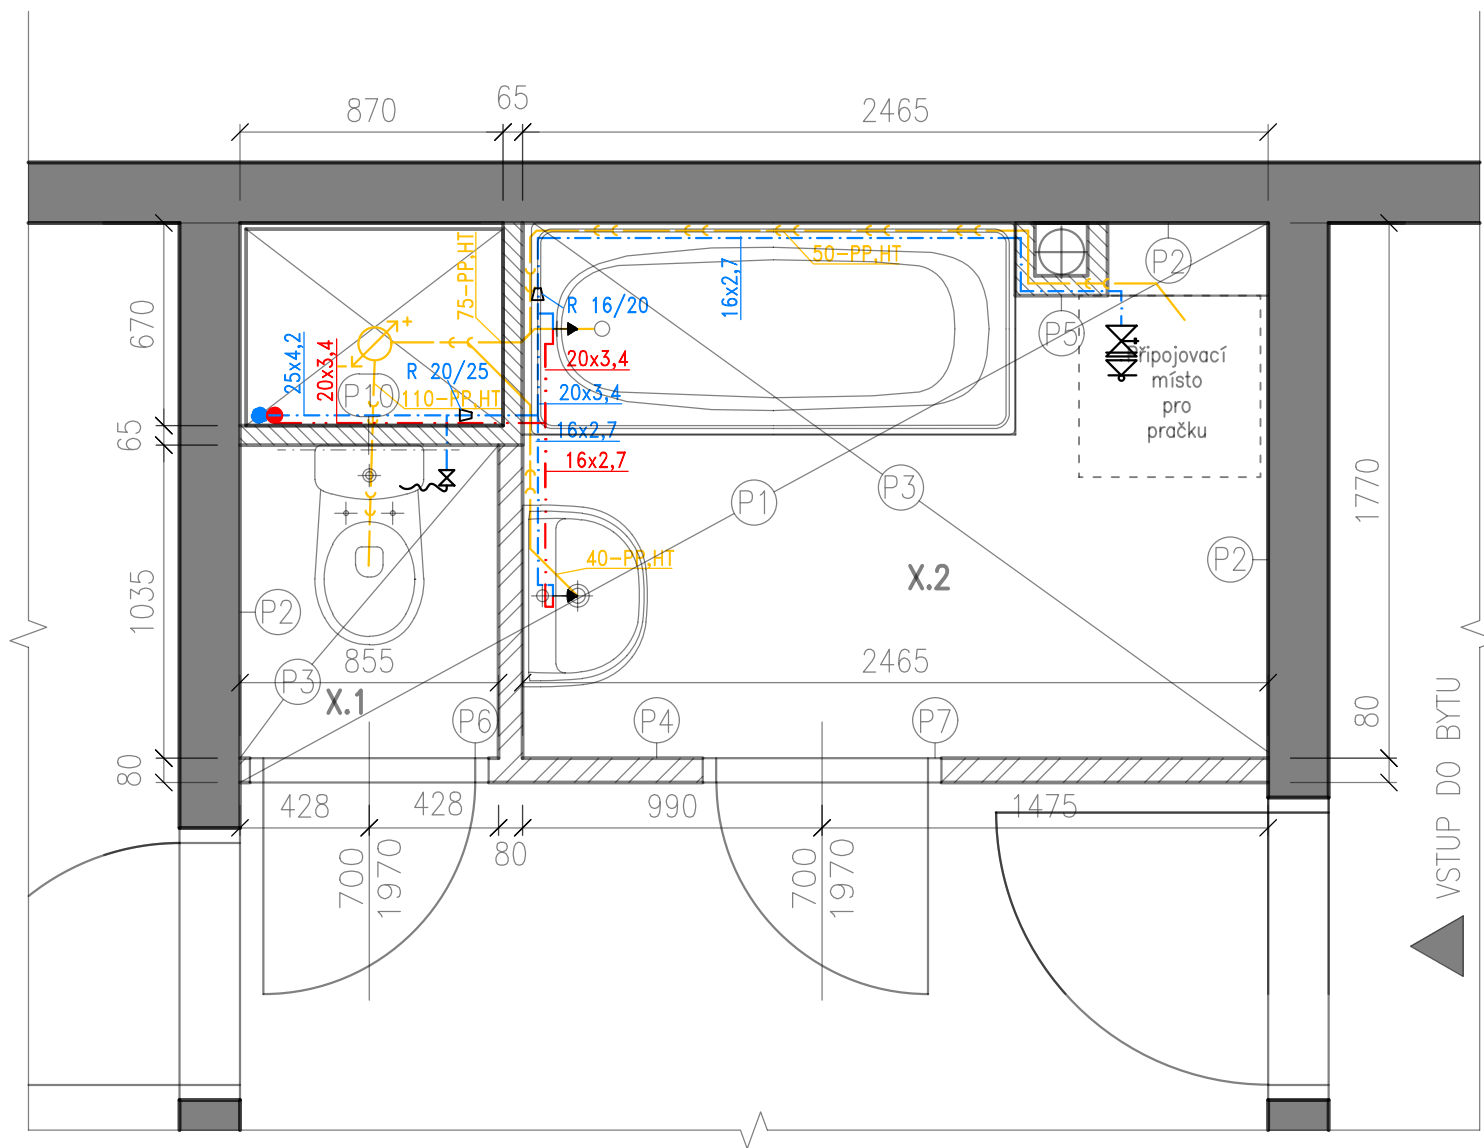 870
65
2465
75-PP,HT
50-PP,HT
16x2,7
P2
670
R 16/20
P5
25x4,2
20x3,4
R 20/25
20x3,4
Připojovací
místo
pro
pračku
P10
110-PP,HT
20x3,4
65
16x2,7
16x2,7
P1
P3
1770
40-PP,HT
X.2
P2
1035
P2
855
2465
P3
X.1
P6
P4
P7
80
80
428
428
990
1475
80
700
1970
700
1970
VSTUP DO BYTU